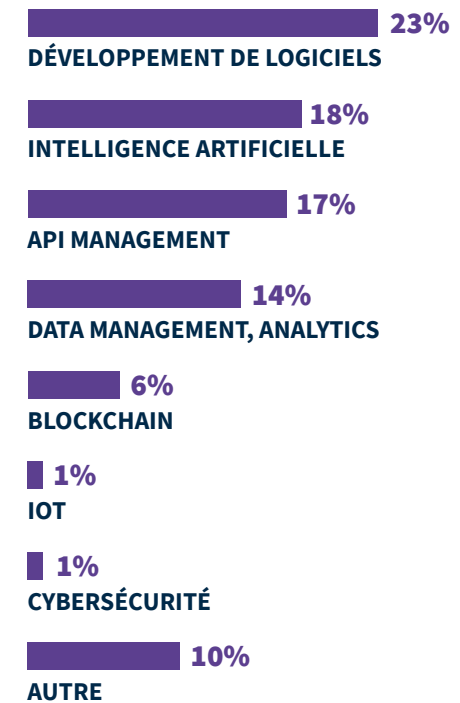 23%
DÉVELOPPEMENT DE LOGICIELS
18%
INTELLIGENCE ARTIFICIELLE
17%
API MANAGEMENT
14%
DATA MANAGEMENT, ANALYTICS
6%
BLOCKCHAIN
1%
IOT
1%
CYBERSÉCURITÉ
10%
AUTRE